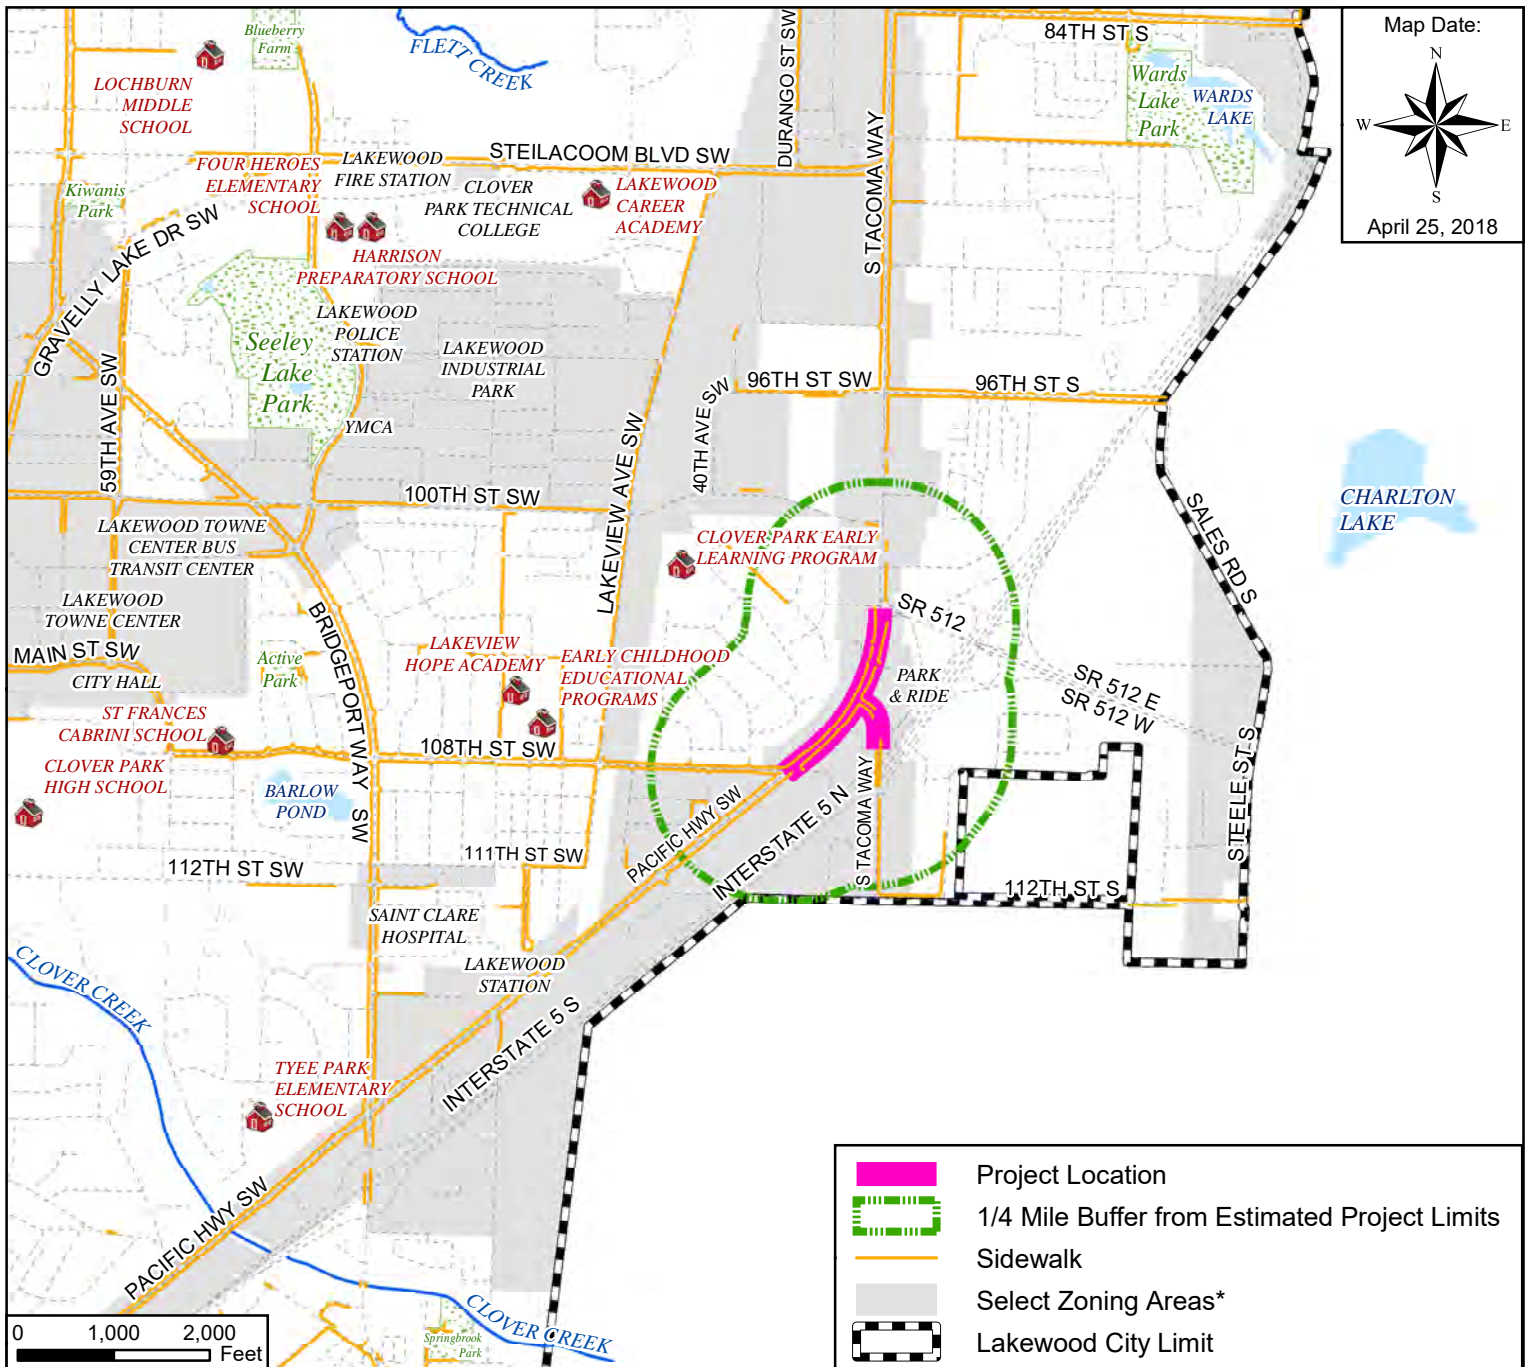 Map Date:
N
W
E
S
April 25, 2018
Blueberry
Farm
FLETT CREEK
DURANGO ST SW
84TH ST S
Wards
Lake
Park
WARDS
LAKE
LOCHBURN
MIDDLE
SCHOOL
STEILACOOM BLVD SW
S TACOMA WAY
FOUR HEROES
ELEMENTARY
SCHOOL
LAKEWOOD
FIRE STATION
CLOVER
PARK TECHNICAL
COLLEGE
LAKEWOOD
CAREER
ACADEMY
Kiwanis
Park
GRAVELLY LAKE DR SW
HARRISON
PREPARATORY SCHOOL
LAKEWOOD
POLICE
STATION
Seeley
Lake
Park
LAKEWOOD
INDUSTRIAL
PARK
59TH AVE SW
YMCA
96TH ST SW
96TH ST S
40TH AVE SW
LAKEVIEW AVE SW
100TH ST SW
SALES RD S
CHARLTON
LAKE
LAKEWOOD TOWNE
CENTER BUS
TRANSIT CENTER
CLOVER PARK EARLY
LEARNING PROGRAM
LAKEWOOD
TOWNE CENTER
SR 512
MAIN ST SW
CITY HALL
Active
Park
BRIDGEPORT WAY SW
LAKEVIEW
HOPE ACADEMY
EARLY CHILDHOOD
EDUCATIONAL
PROGRAMS
PARK
& RIDE
SR 512 E
SR 512 W
ST FRANCES
CABRINI SCHOOL
108TH ST SW
CLOVER PARK
HIGH SCHOOL
BARLOW
POND
STEELE ST S
S TACOMA WAY
PACIFIC HWY SW
INTERSTATE 5 N
112TH ST SW
111TH ST SW
112TH ST S
SAINT CLARE
HOSPITAL
LAKEWOOD
STATION
CLOVER CREEK
INTERSTATE 5 S
TYEE PARK
ELEMENTARY
SCHOOL
PACIFIC HWY SW
CLOVER CREEK
Springbrook
Park
0 1,000 2,000
Feet
Project Location
1/4 Mile Buffer from Estimated Project Limits
Sidewalk
Select Zoning Areas*
Lakewood City Limit